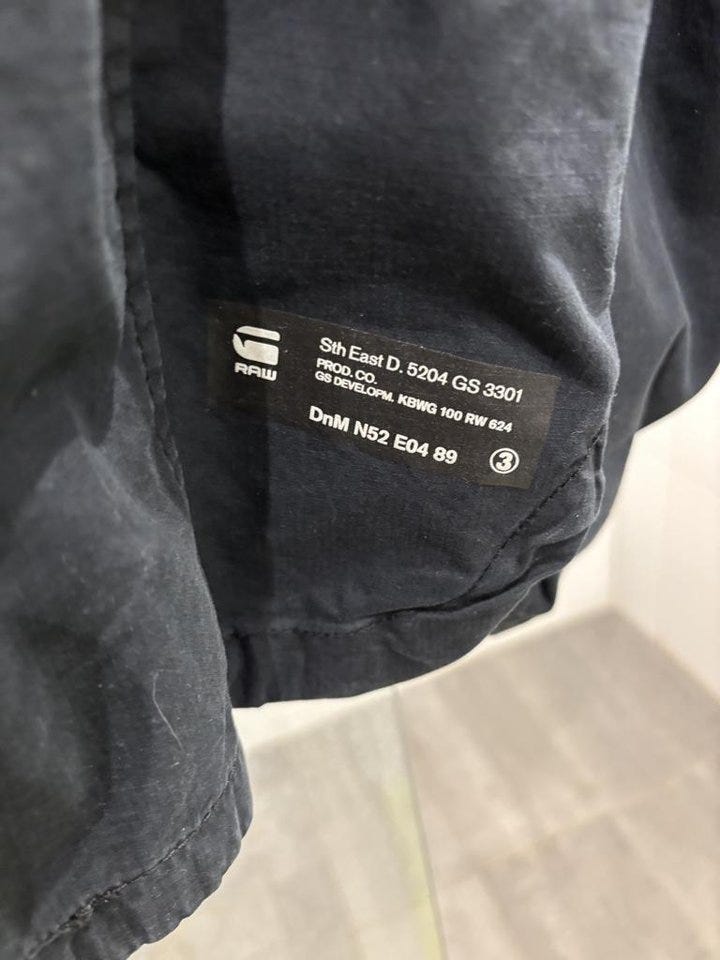 G
RAW
Sth East D. 5204 GS 3301
PROD. CO.
GS DEVELOPM. KBWG 100 RW 624
DnM N52 E04 89
3